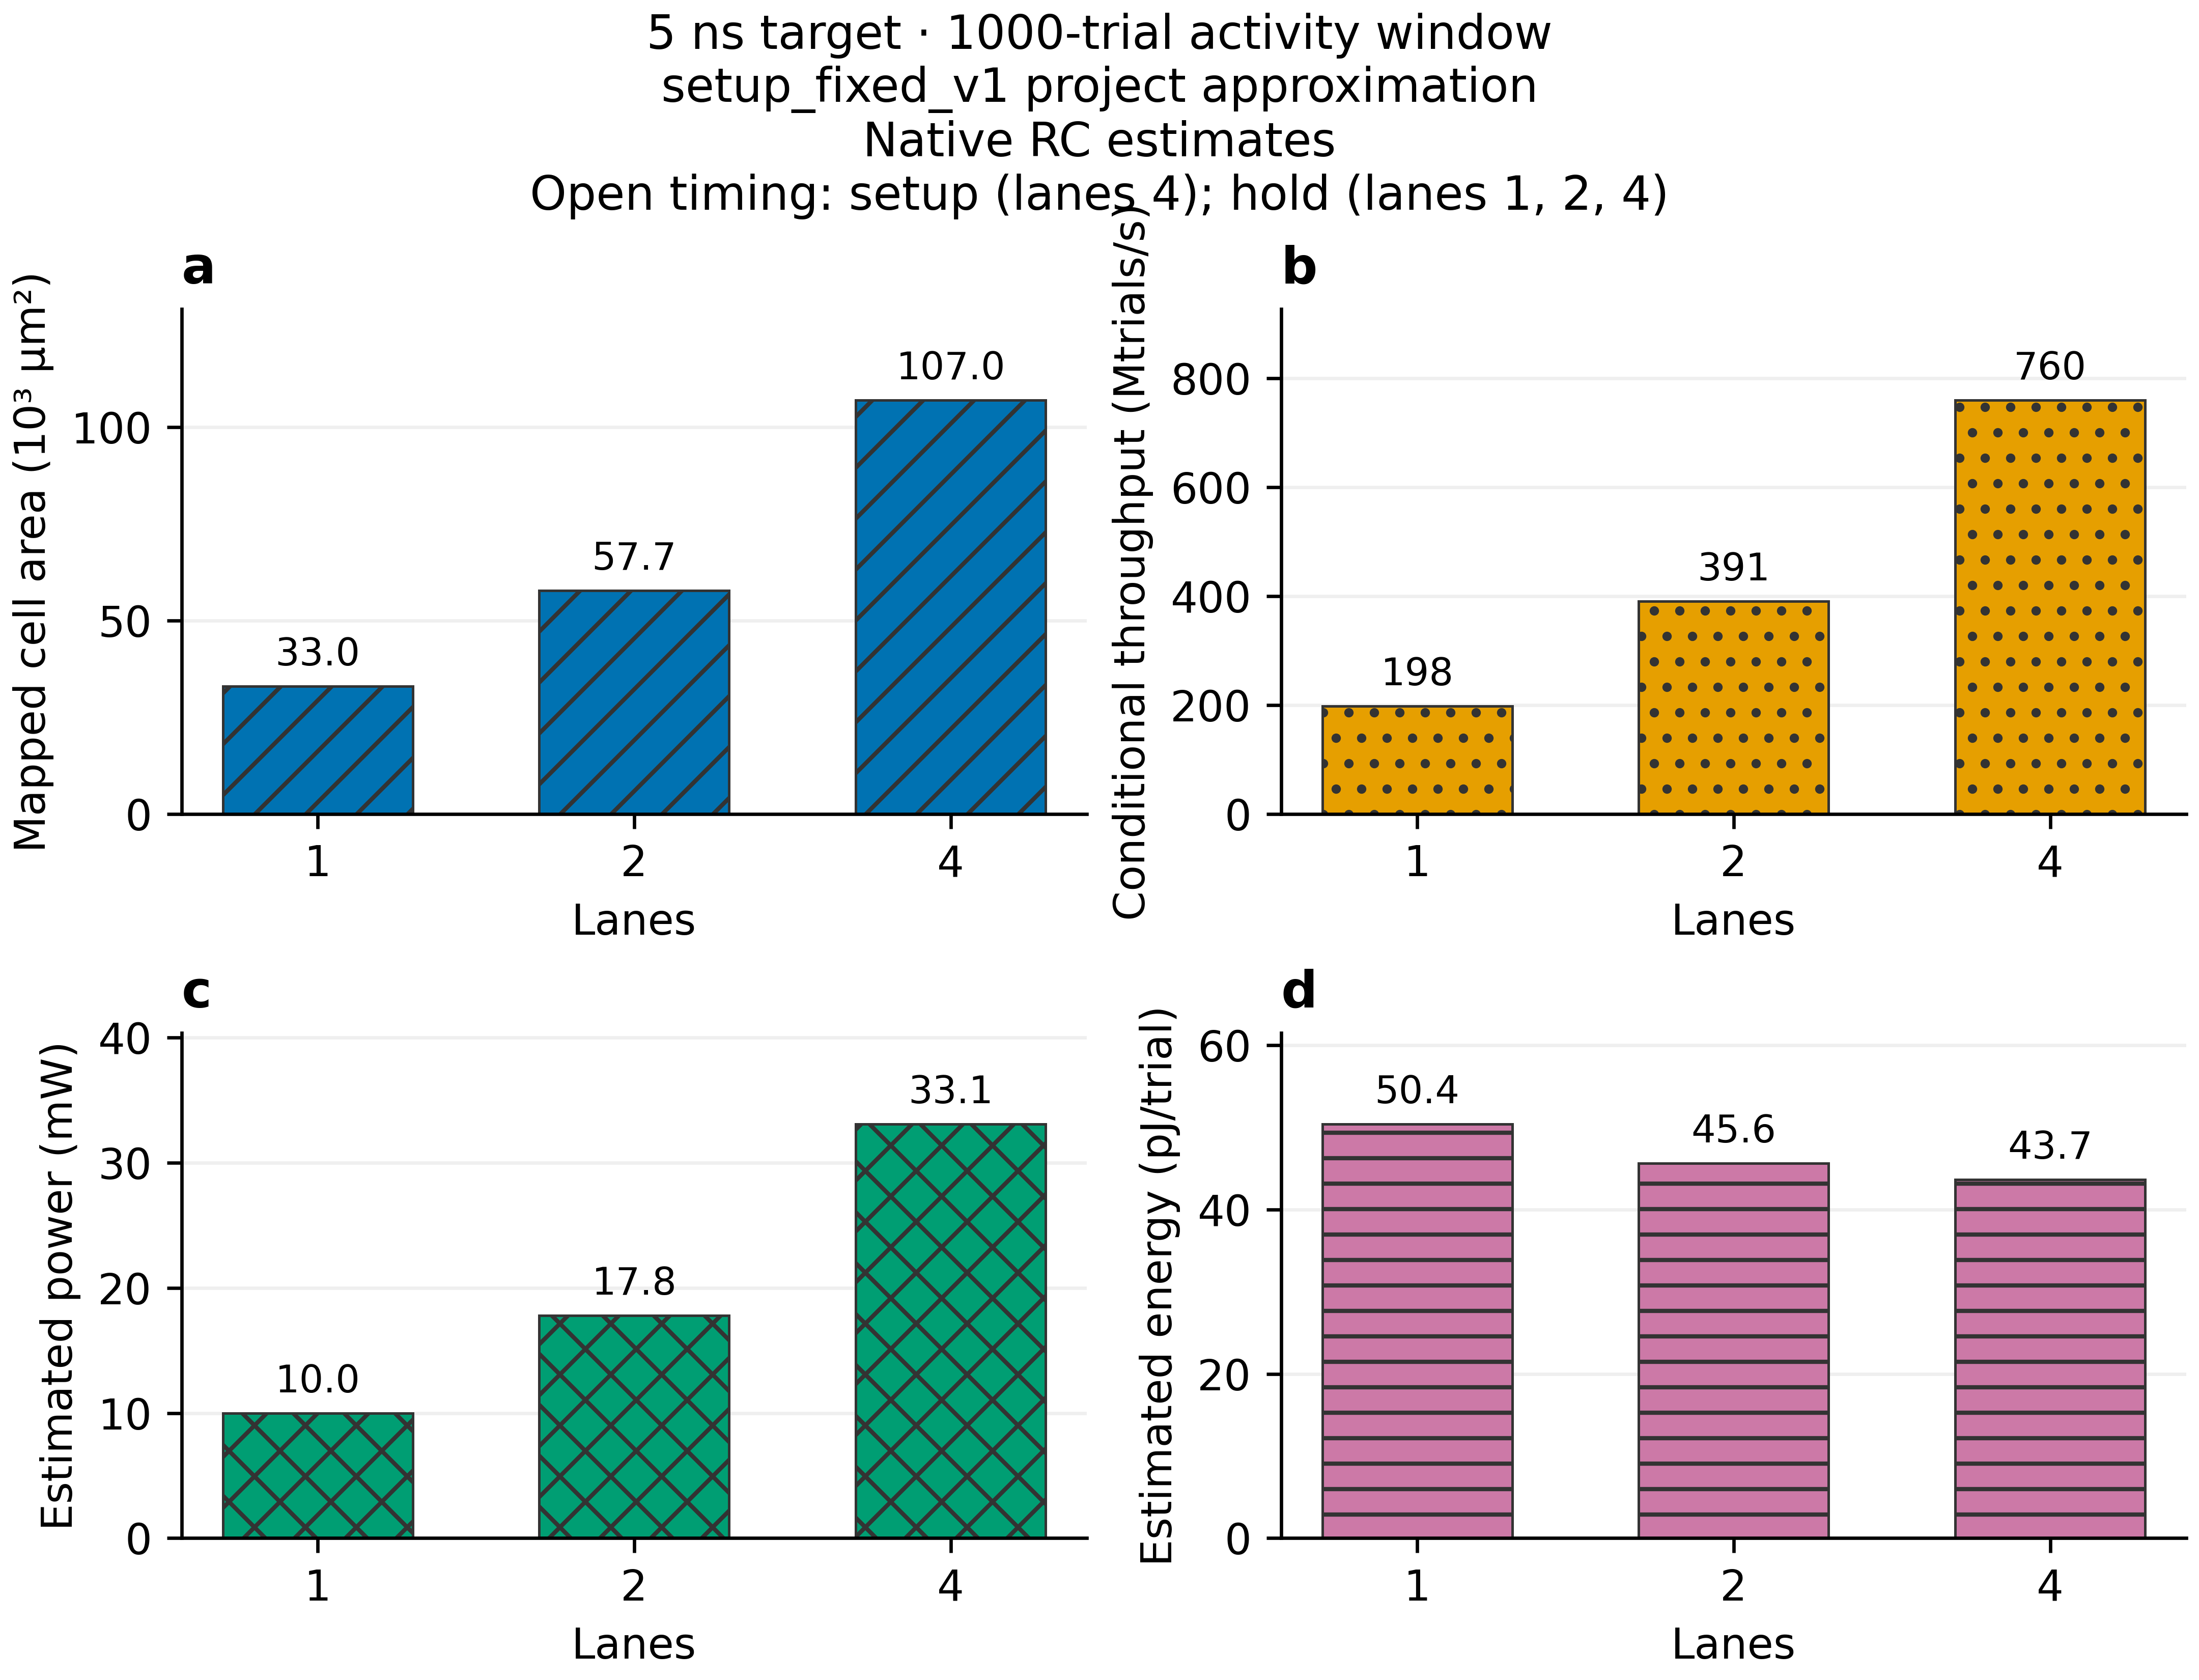 5 ns target · 1000-trial activity window
setup_fixed_v1 project approximation
Native RC estimates
Open timing: setup (lanes 4); hold (lanes 1, 2, 4)
a
Mapped cell area (10³ µm²)
100
50
0
33.0
57.7
107.0
1
2
4
Lanes
b
Conditional throughput (Mtrials/s)
800
600
400
200
0
198
391
760
1
2
4
Lanes
c
Estimated power (mW)
40
30
20
10
0
10.0
17.8
33.1
1
2
4
Lanes
d
Estimated energy (pJ/trial)
60
40
20
0
50.4
45.6
43.7
1
2
4
Lanes